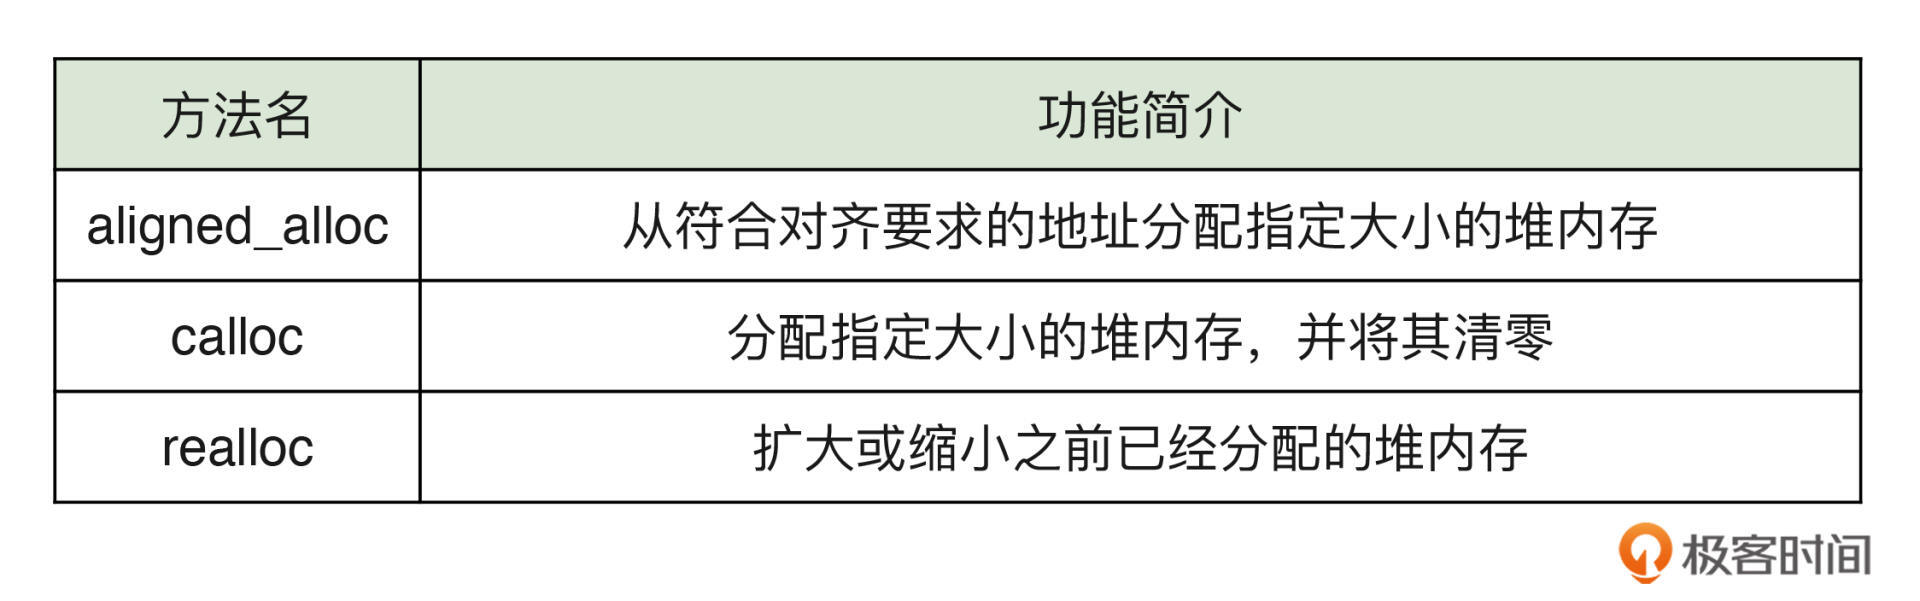 方法名 功能简介
aligned_alloc 从符合对齐要求的地址分配指定大小的堆内存
calloc 分配指定大小的堆内存，并将其清零
realloc 扩大或缩小之前已经分配的堆内存
极客时间